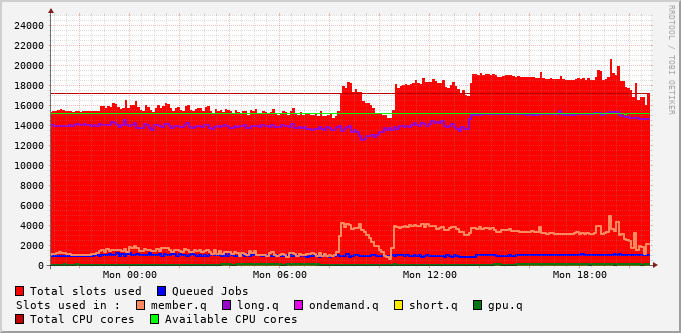 24000
22000
20000
18000
16000
14000
12000
10000
8000
6000
4000
2000
0
Mon 00:00 Mon 06:00 Mon 12:00 Mon 18:00
RRDTOOL / TOBI OETIKER
Total slots used Queued Jobs
Slots used in : member.q long.q ondemand.q short.q gpu.q
Total CPU cores Available CPU cores